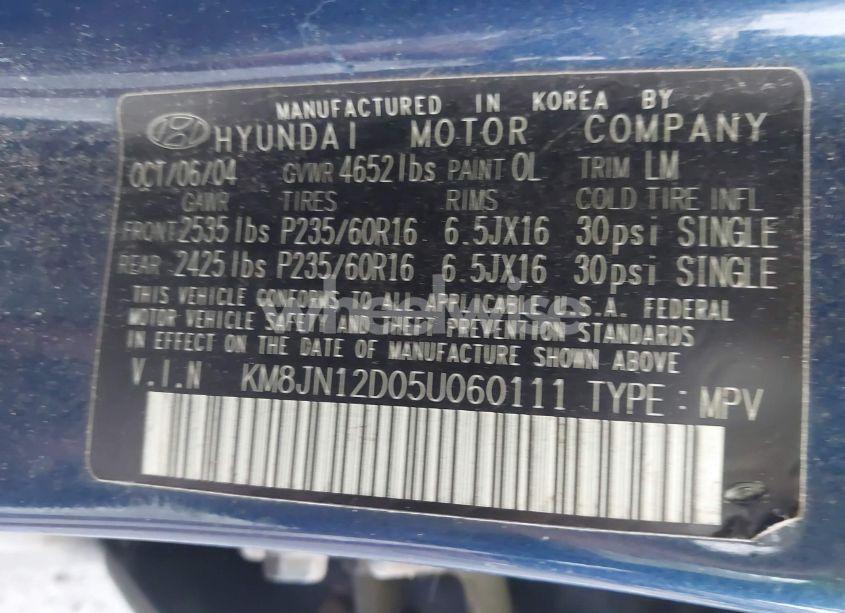 MANUFACTURED IN KOREA BY
HYUNDAI MOTOR COMPANY
OCT/06/04 GVWR 4652lbs PAINT OL TRIM LM
GAWR TIRES RIMS COLD TIRE INFL
FRONT 2535lbs P235/60R16 6.5JX16 30psi SINGLE
REAR 2425lbs P235/60R16 6.5JX16 30psi SINGLE
THIS VEHICLE CONFORMS TO ALL APPLICABLE U.S.A. FEDERAL
MOTOR VEHICLE SAFETY AND THEFT PREVENTION STANDARDS
IN EFFECT ON THE DATE OF MANUFACTURE SHOWN ABOVE
V.I.N KM8JN12D05U060111 TYPE : MPV
wheelwise